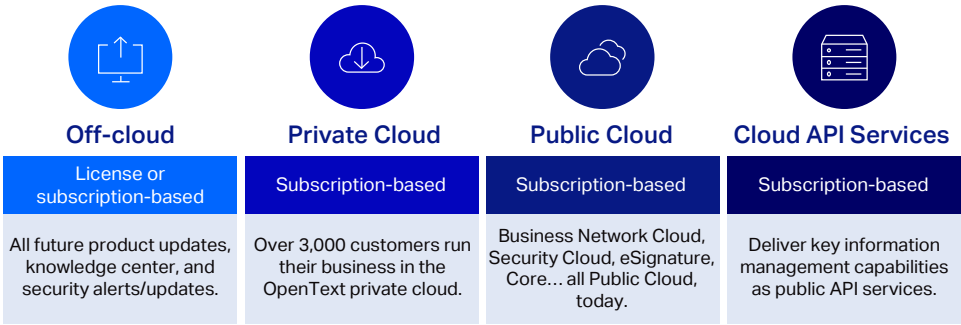 Off-cloud
License or
subscription-based
All future product updates,
knowledge center, and
security alerts/updates.
Private Cloud
Subscription-based
Over 3,000 customers run
their business in the
OpenText private cloud.
Public Cloud
Subscription-based
Business Network Cloud,
Security Cloud, eSignature,
Core… all Public Cloud,
today.
Cloud API Services
Subscription-based
Deliver key information
management capabilities
as public API services.